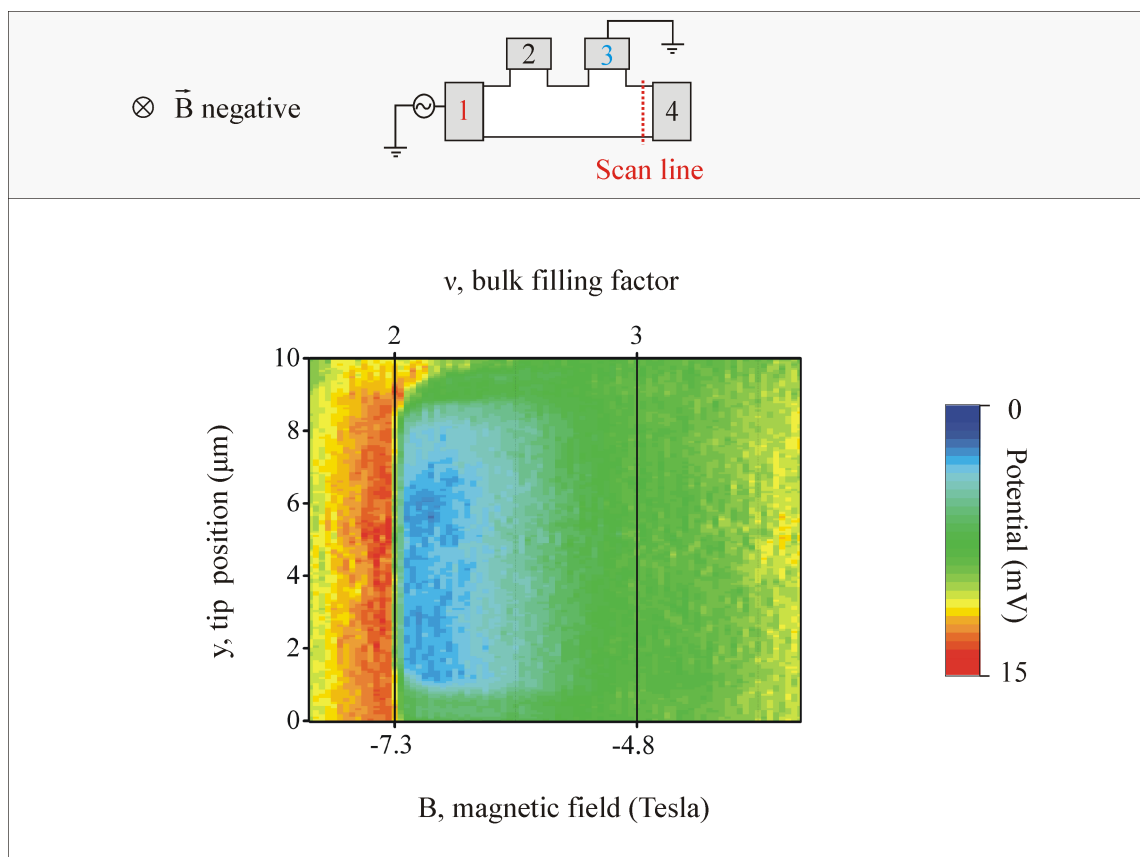 2
3
1
4
B negative
Scan line
ν, bulk filling factor
2
3
10
8
6
4
2
0
y, tip position (μm)
-7.3
-4.8
B, magnetic field (Tesla)
0
Potential (mV)
15